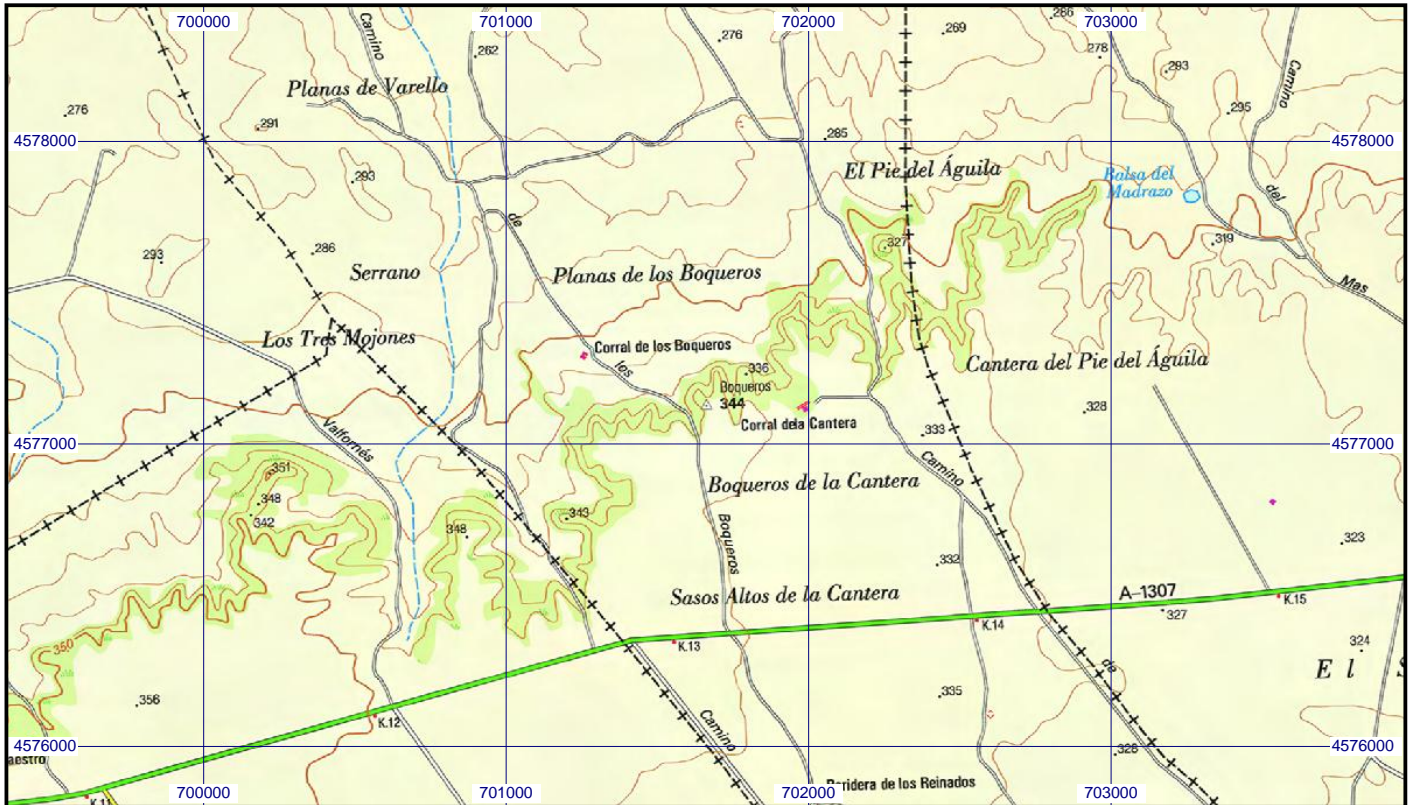 700000
701000
702000
703000
Camino
262
276
269
286
278
293
Camino
295
Planas de Varello
276
291
4578000
285
4578000
El Pie del Águila
Balsa del
Madrazo
293
del
de
327
319
286
293
Serrano
Planas de los Boqueros
Mas
Los Tres Mojones
Corral de los Boqueros
los
336
Boqueros
344
Cantera del Pie del Águila
328
Corral dela Cantera
333
4577000
Valfornés
4577000
351
348
342
Camino
Boqueros de la Cantera
343
348
Boqueros
323
332
Sasos Altos de la Cantera
A-1307
K.15
327
K.14
K.13
324
350
de
E l
356
335
K.12
Camino
4576000
328
4576000
aestro
700000
701000
702000
703000
Paridera de los Reinados
K.11